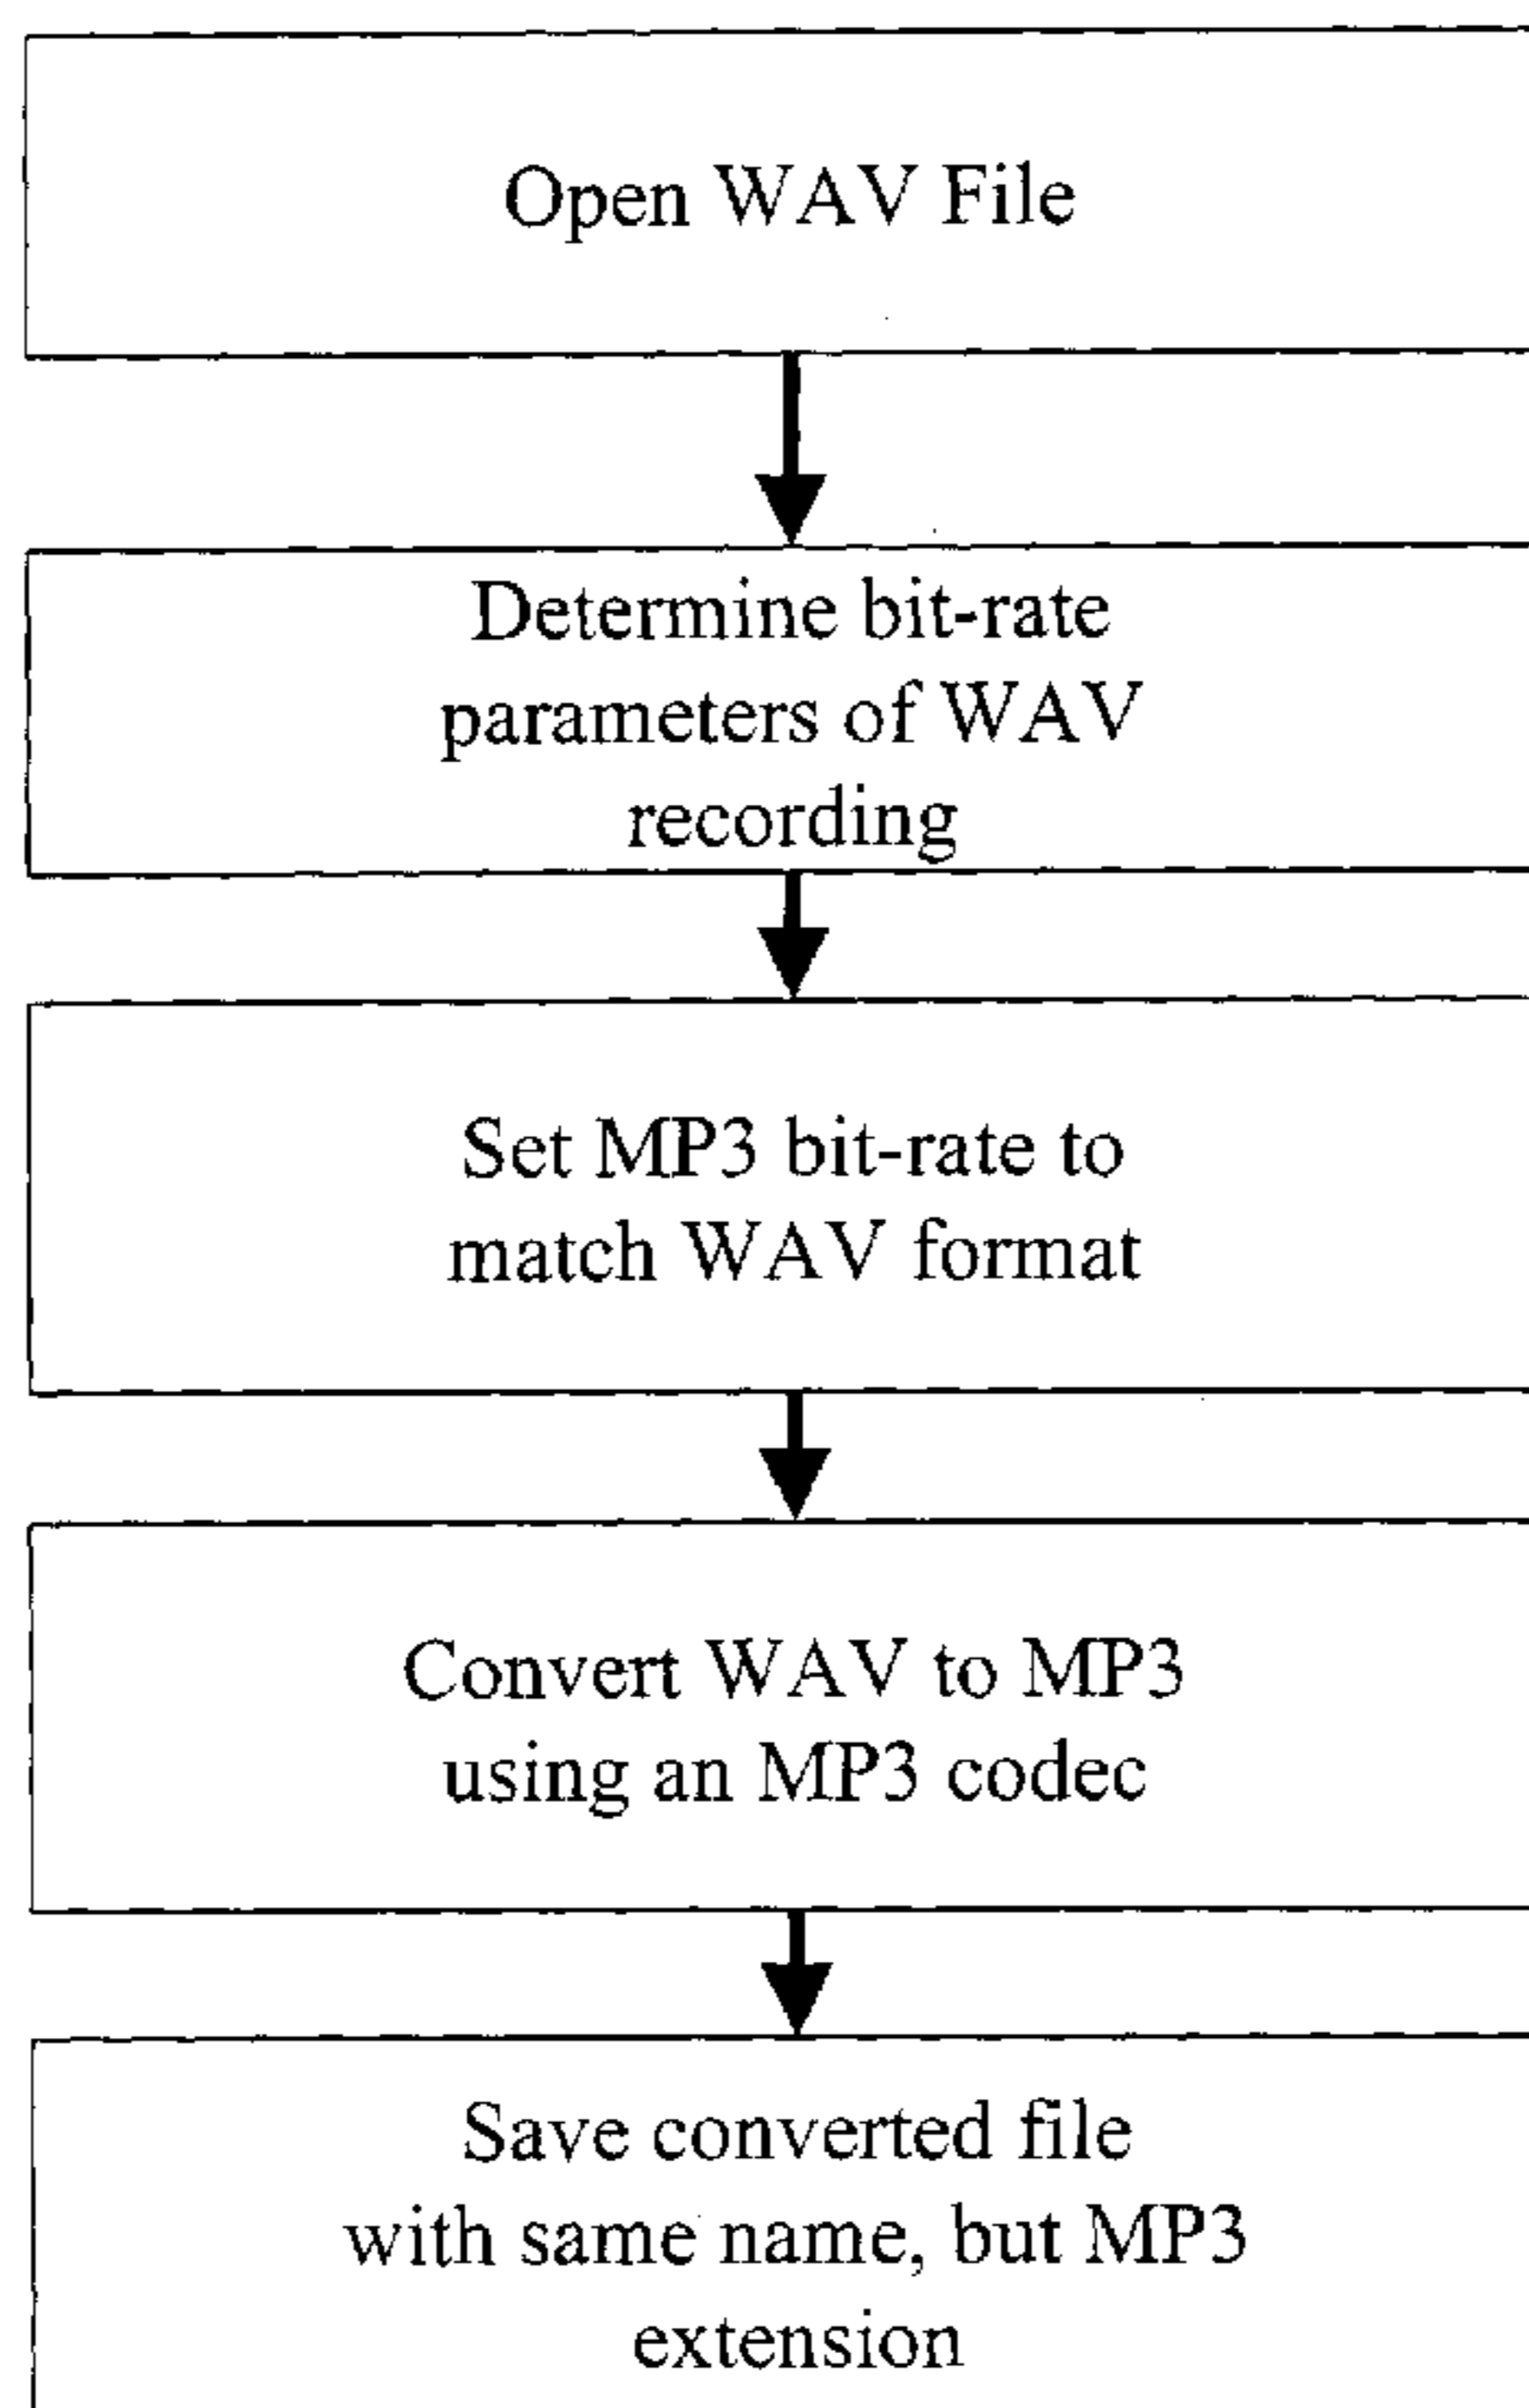 Open WAV File
Determine bit-rate
parameters of WAV
recording
Set MP3 bit-rate to
match WAV format
Convert WAV to MP3
using an MP3 codec
Save converted file
with same name, but MP3
extension